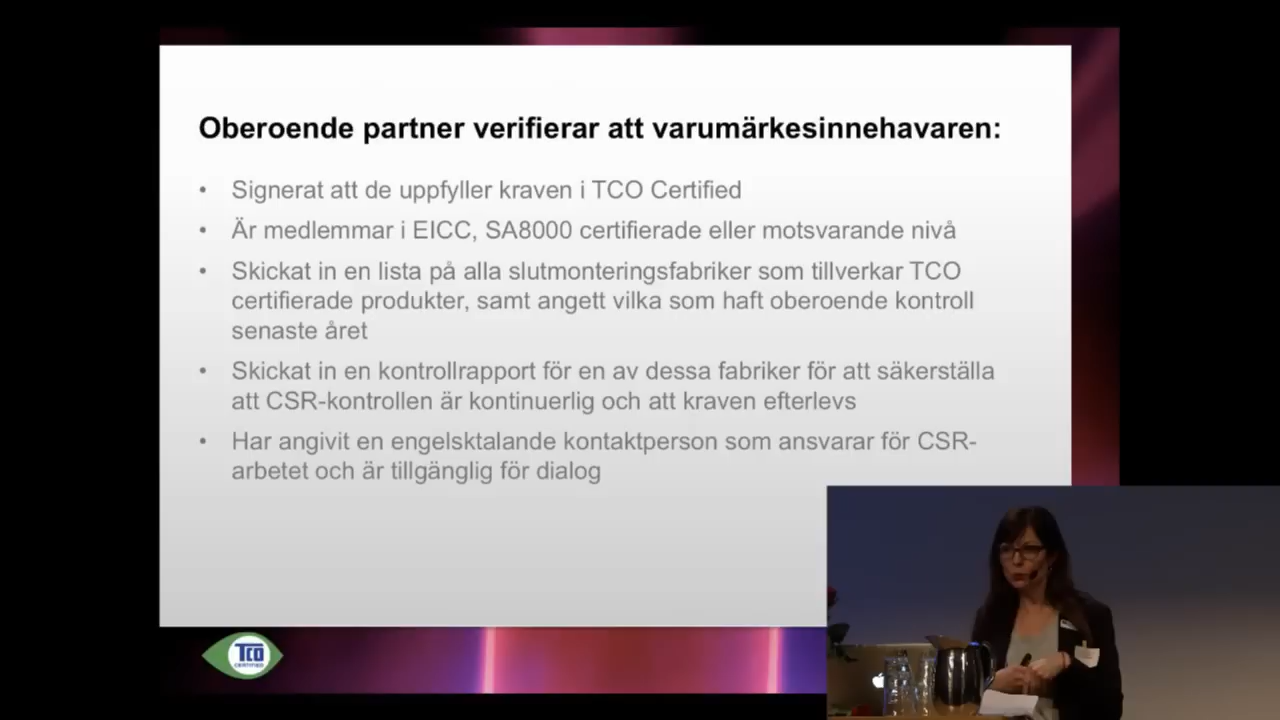 Oberoende partner verifierar att varumärkesinnehavaren:
• Signerat att de uppfyller kraven i TCO Certified
• Är medlemmar i EICC, SA8000 certifierade eller motsvarande nivå
• Skickat in en lista på alla slutmonteringsfabriker som tillverkar TCO
certifierade produkter, samt angett vilka som haft oberoende kontroll
senaste året
• Skickat in en kontrollrapport för en av dessa fabriker för att säkerställa
att CSR-kontrollen är kontinuerlig och att kraven efterlevs
• Har angivit en engelsktalande kontaktperson som ansvarar för CSR-
arbetet och är tillgänglig för dialog
TCO
CERTIFIED